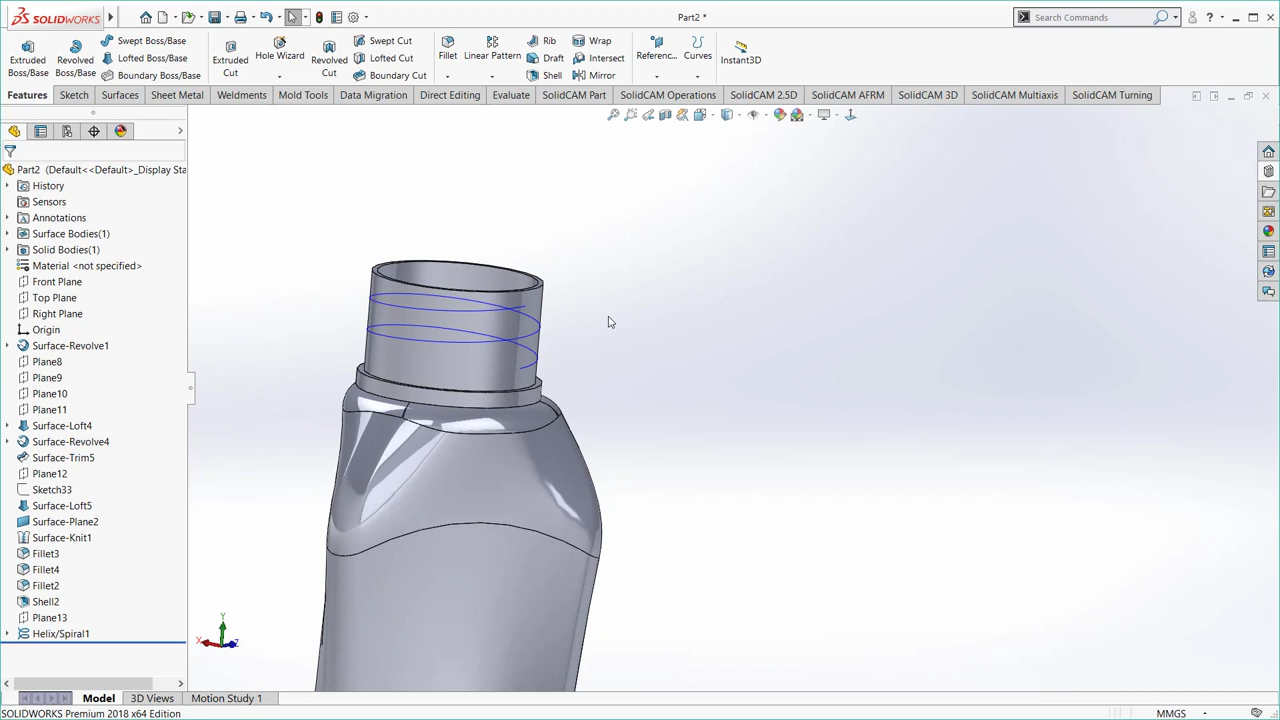 SOLIDWORKS
Part2 *
Search Commands
?
Extruded
Boss/Base
Revolved
Boss/Base
Swept Boss/Base
Lofted Boss/Base
Boundary Boss/Base
Extruded
Cut
Hole Wizard
Revolved
Cut
Swept Cut
Lofted Cut
Boundary Cut
Fillet
Linear Pattern
Rib
Draft
Shell
Wrap
Intersect
Mirror
Referenc...
Curves
Instant3D
Features Sketch Surfaces Sheet Metal Weldments Mold Tools Data Migration Direct Editing Evaluate SolidCAM Part SolidCAM Operations SolidCAM 2.5D SolidCAM AFRM SolidCAM 3D SolidCAM Multiaxis SolidCAM Turning
Part2 (Default<<Default>_Display Sta
History
Sensors
Annotations
Surface Bodies(1)
Solid Bodies(1)
Material <not specified>
Front Plane
Top Plane
Right Plane
Origin
Surface-Revolve1
Plane8
Plane9
Plane10
Plane11
Surface-Loft4
Surface-Revolve4
Surface-Trim5
Plane12
Sketch33
Surface-Loft5
Surface-Plane2
Surface-Knit1
Fillet3
Fillet4
Fillet2
Shell2
Plane13
Helix/Spiral1
Y
X
Z
Model 3D Views Motion Study 1
SOLIDWORKS Premium 2018 x64 Edition
MMGS